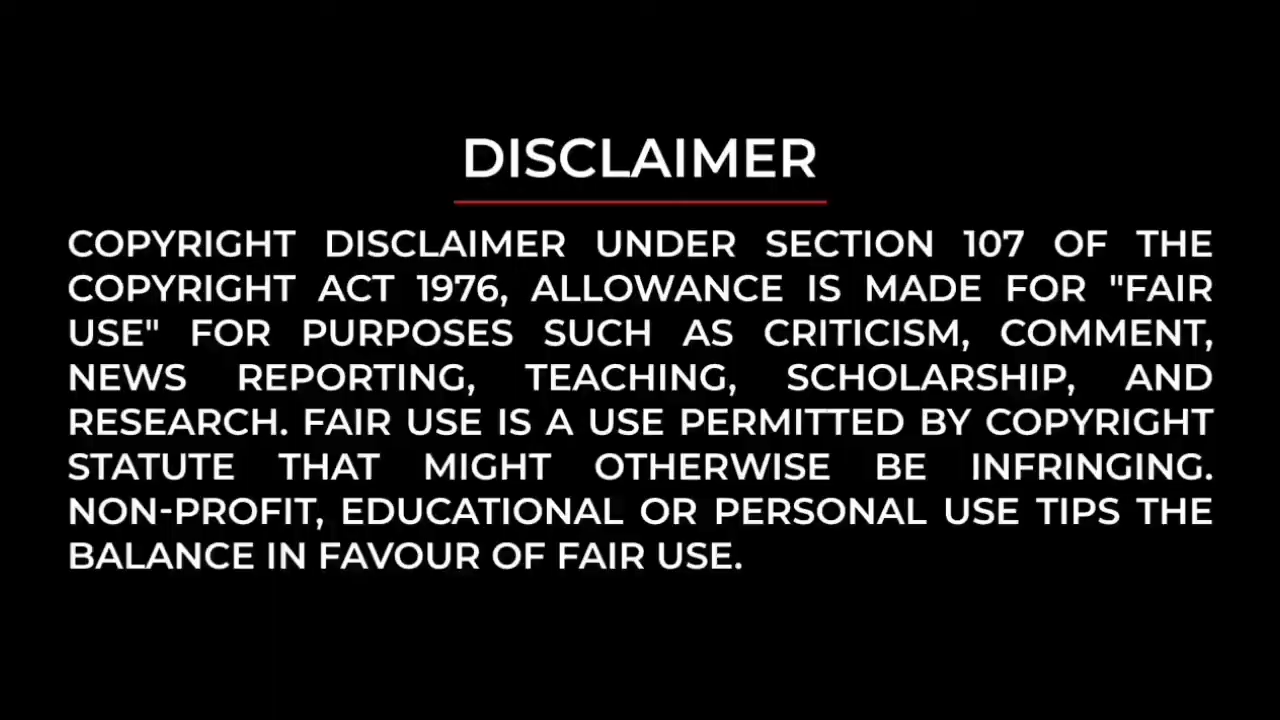 DISCLAIMER
COPYRIGHT DISCLAIMER UNDER SECTION 107 OF THE
COPYRIGHT ACT 1976, ALLOWANCE IS MADE FOR "FAIR
USE" FOR PURPOSES SUCH AS CRITICISM, COMMENT,
NEWS REPORTING, TEACHING, SCHOLARSHIP, AND
RESEARCH. FAIR USE IS A USE PERMITTED BY COPYRIGHT
STATUTE THAT MIGHT OTHERWISE BE INFRINGING.
NON-PROFIT, EDUCATIONAL OR PERSONAL USE TIPS THE
BALANCE IN FAVOUR OF FAIR USE.